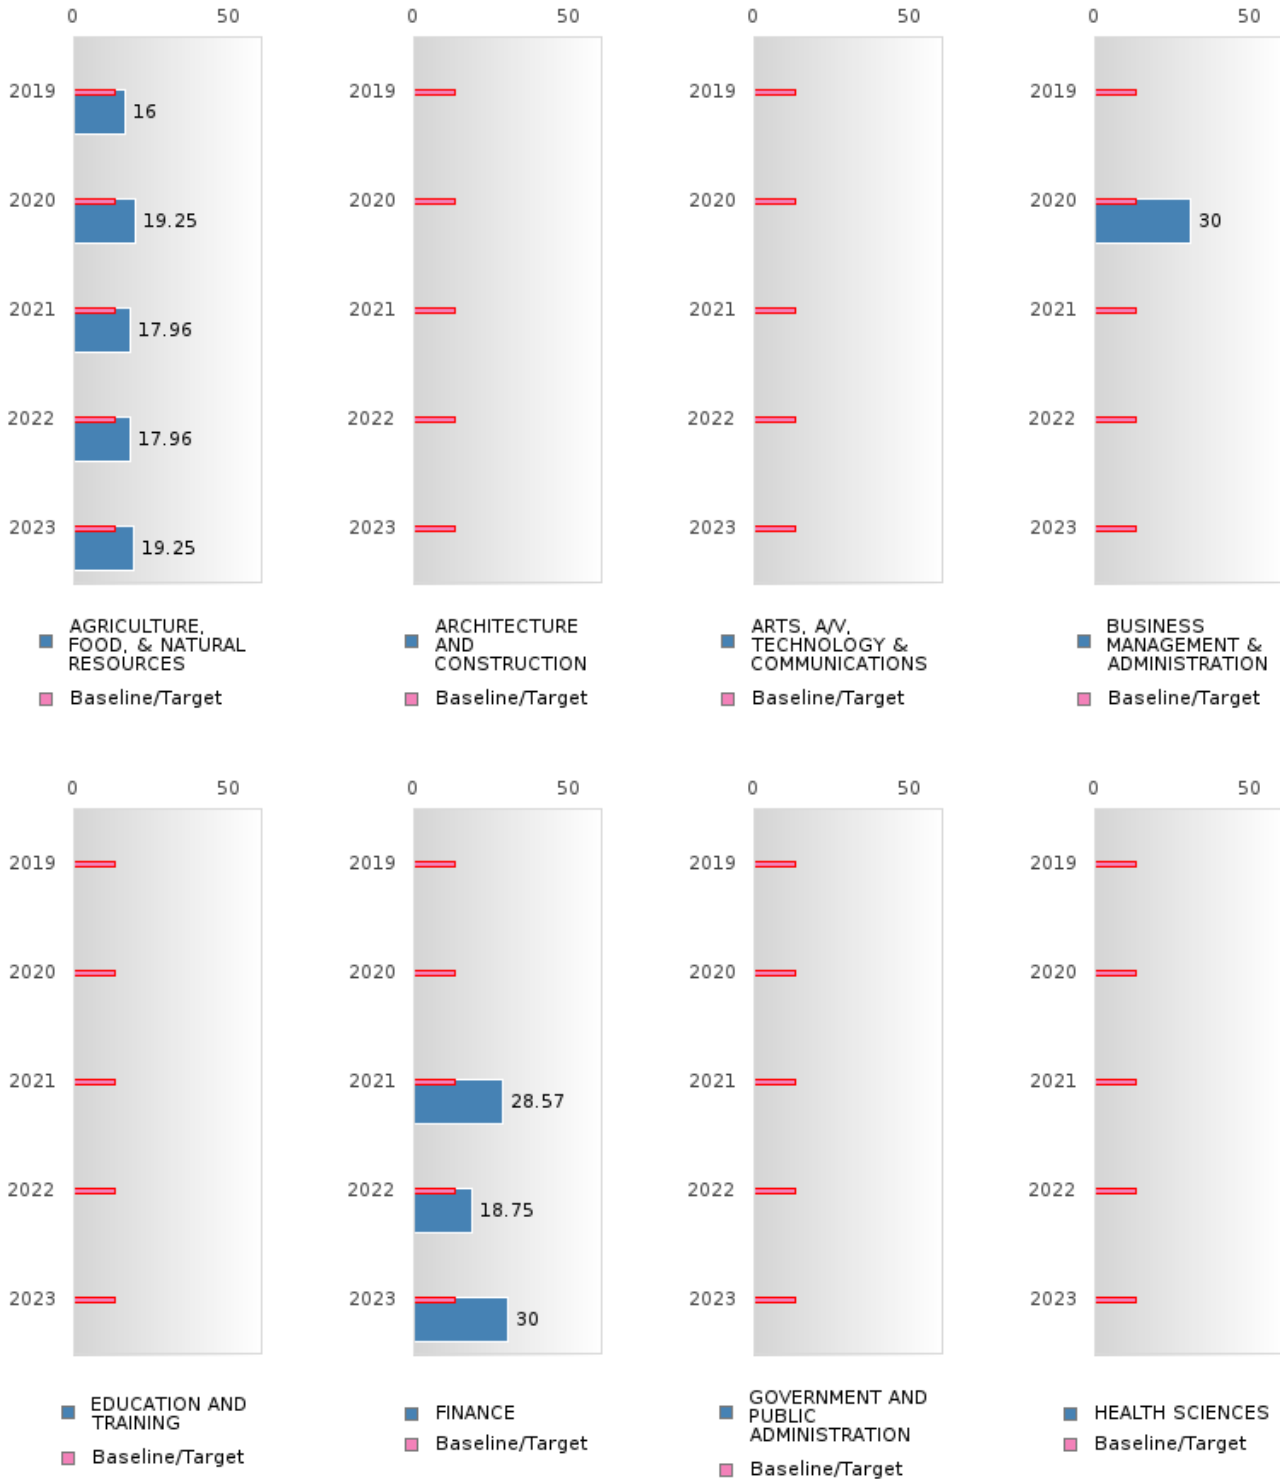 0 50
2019 16
2020 19.25
2021 17.96
2022 17.96
2023 19.25
AGRICULTURE,
FOOD, & NATURAL
RESOURCES
Baseline/Target
0 50
2019
2020
2021
2022
2023
ARCHITECTURE
AND
CONSTRUCTION
Baseline/Target
0 50
2019
2020
2021
2022
2023
ARTS, A/V,
TECHNOLOGY &
COMMUNICATIONS
Baseline/Target
0 50
2019
2020 30
2021
2022
2023
BUSINESS
MANAGEMENT &
ADMINISTRATION
Baseline/Target
0 50
2019
2020
2021
2022
2023
EDUCATION AND
TRAINING
Baseline/Target
0 50
2019
2020
2021 28.57
2022 18.75
2023 30
FINANCE
Baseline/Target
0 50
2019
2020
2021
2022
2023
GOVERNMENT AND
PUBLIC
ADMINISTRATION
Baseline/Target
0 50
2019
2020
2021
2022
2023
HEALTH SCIENCES
Baseline/Target